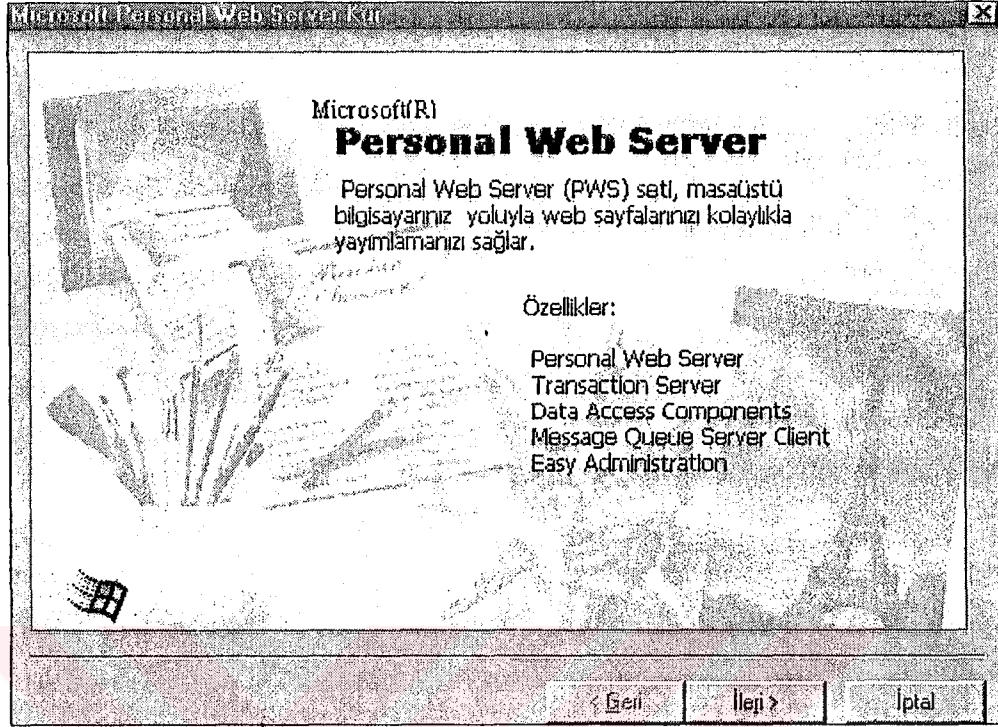 Microsoft Personal Web Server Kur
Microsoft(R)
Personal Web Server
Personal Web Server (PWS) seti, masaüstü
bilgisayarınız yoluyla web sayfalarınızı kolaylıkla
yayımlamanızı sağlar.
Özellikler:
Personal Web Server
Transaction Server
Data Access Components
Message Queue Server Client
Easy Administration
< Geri
İleri >
İptal